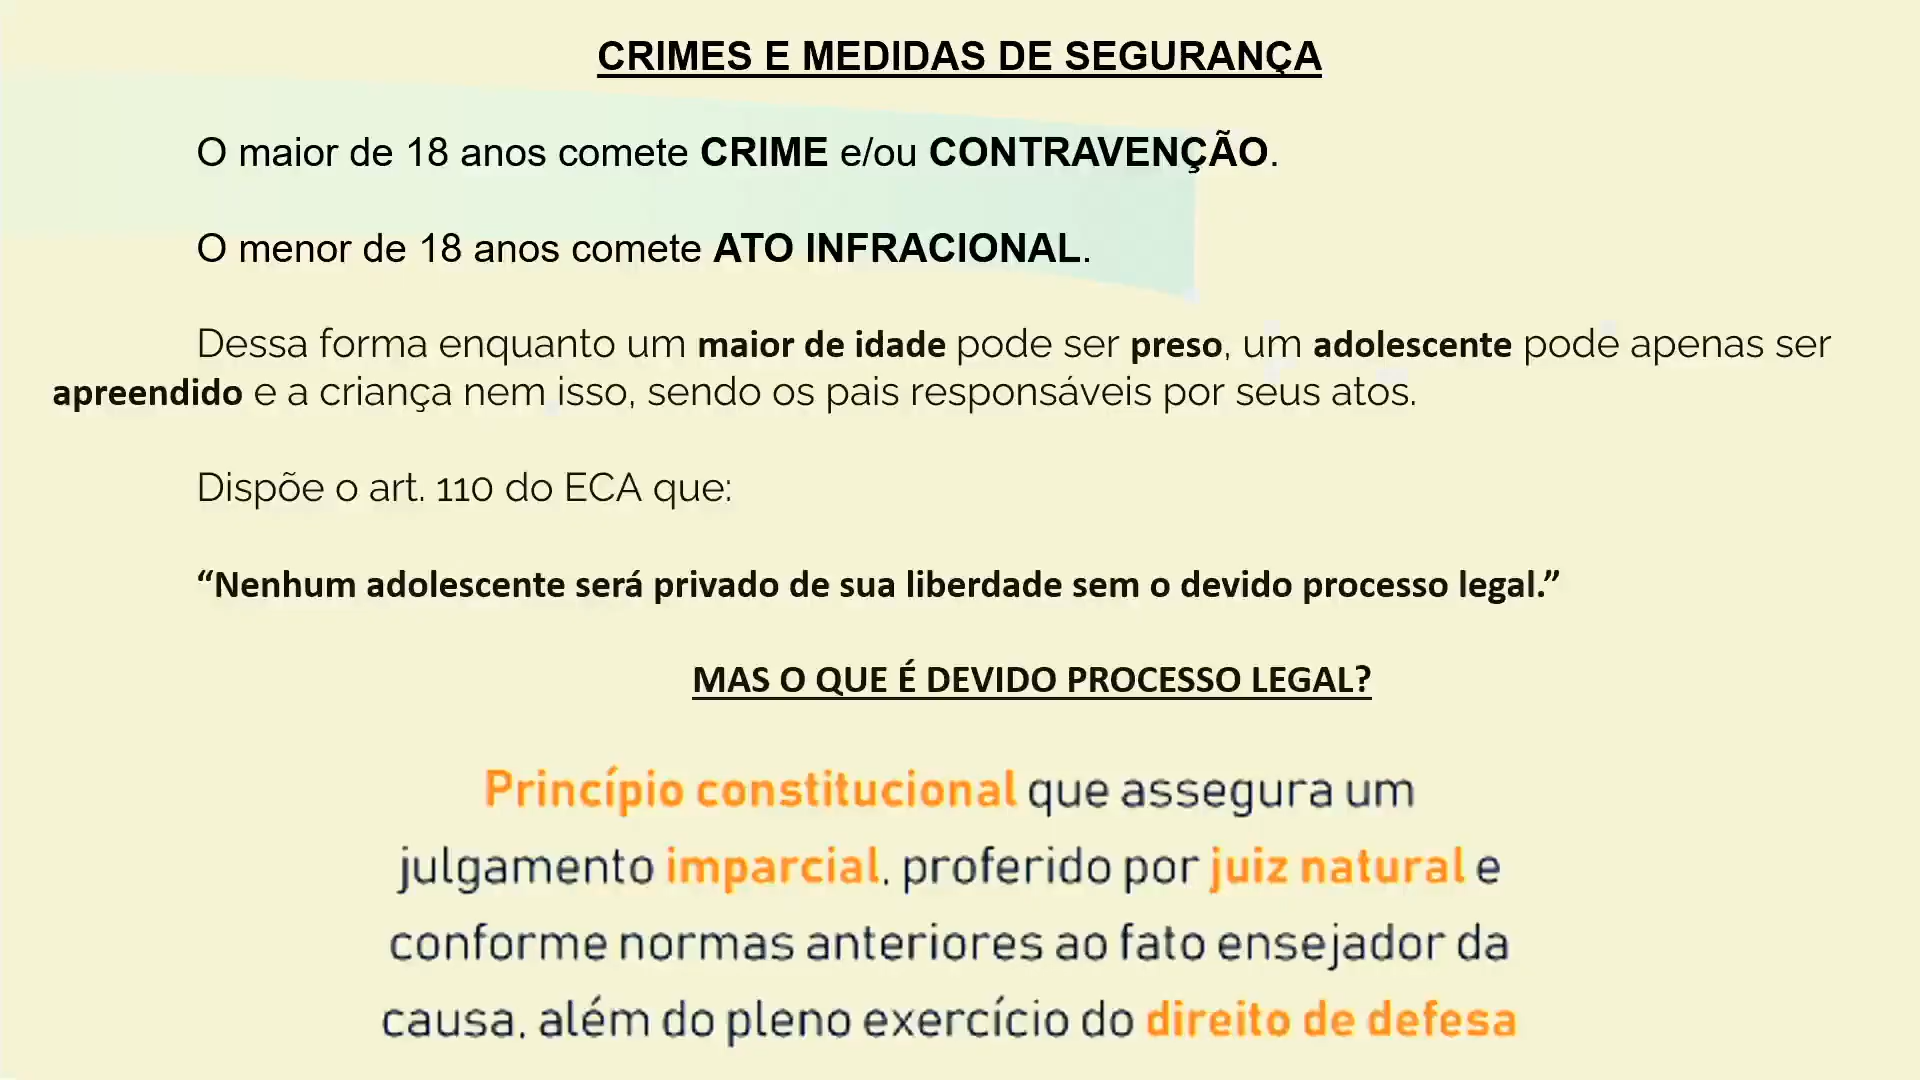 CRIMES E MEDIDAS DE SEGURANÇA
O maior de 18 anos comete CRIME e/ou CONTRAVENÇÃO.
O menor de 18 anos comete ATO INFRACIONAL.
Dessa forma enquanto um maior de idade pode ser preso, um adolescente pode apenas ser
apreendido e a criança nem isso, sendo os pais responsáveis por seus atos.
Dispõe o art. 110 do ECA que:
“Nenhum adolescente será privado de sua liberdade sem o devido processo legal.”
MAS O QUE É DEVIDO PROCESSO LEGAL?
Princípio constitucional que assegura um
julgamento imparcial, proferido por juiz natural e
conforme normas anteriores ao fato ensejador da
causa, além do pleno exercício do direito de defesa